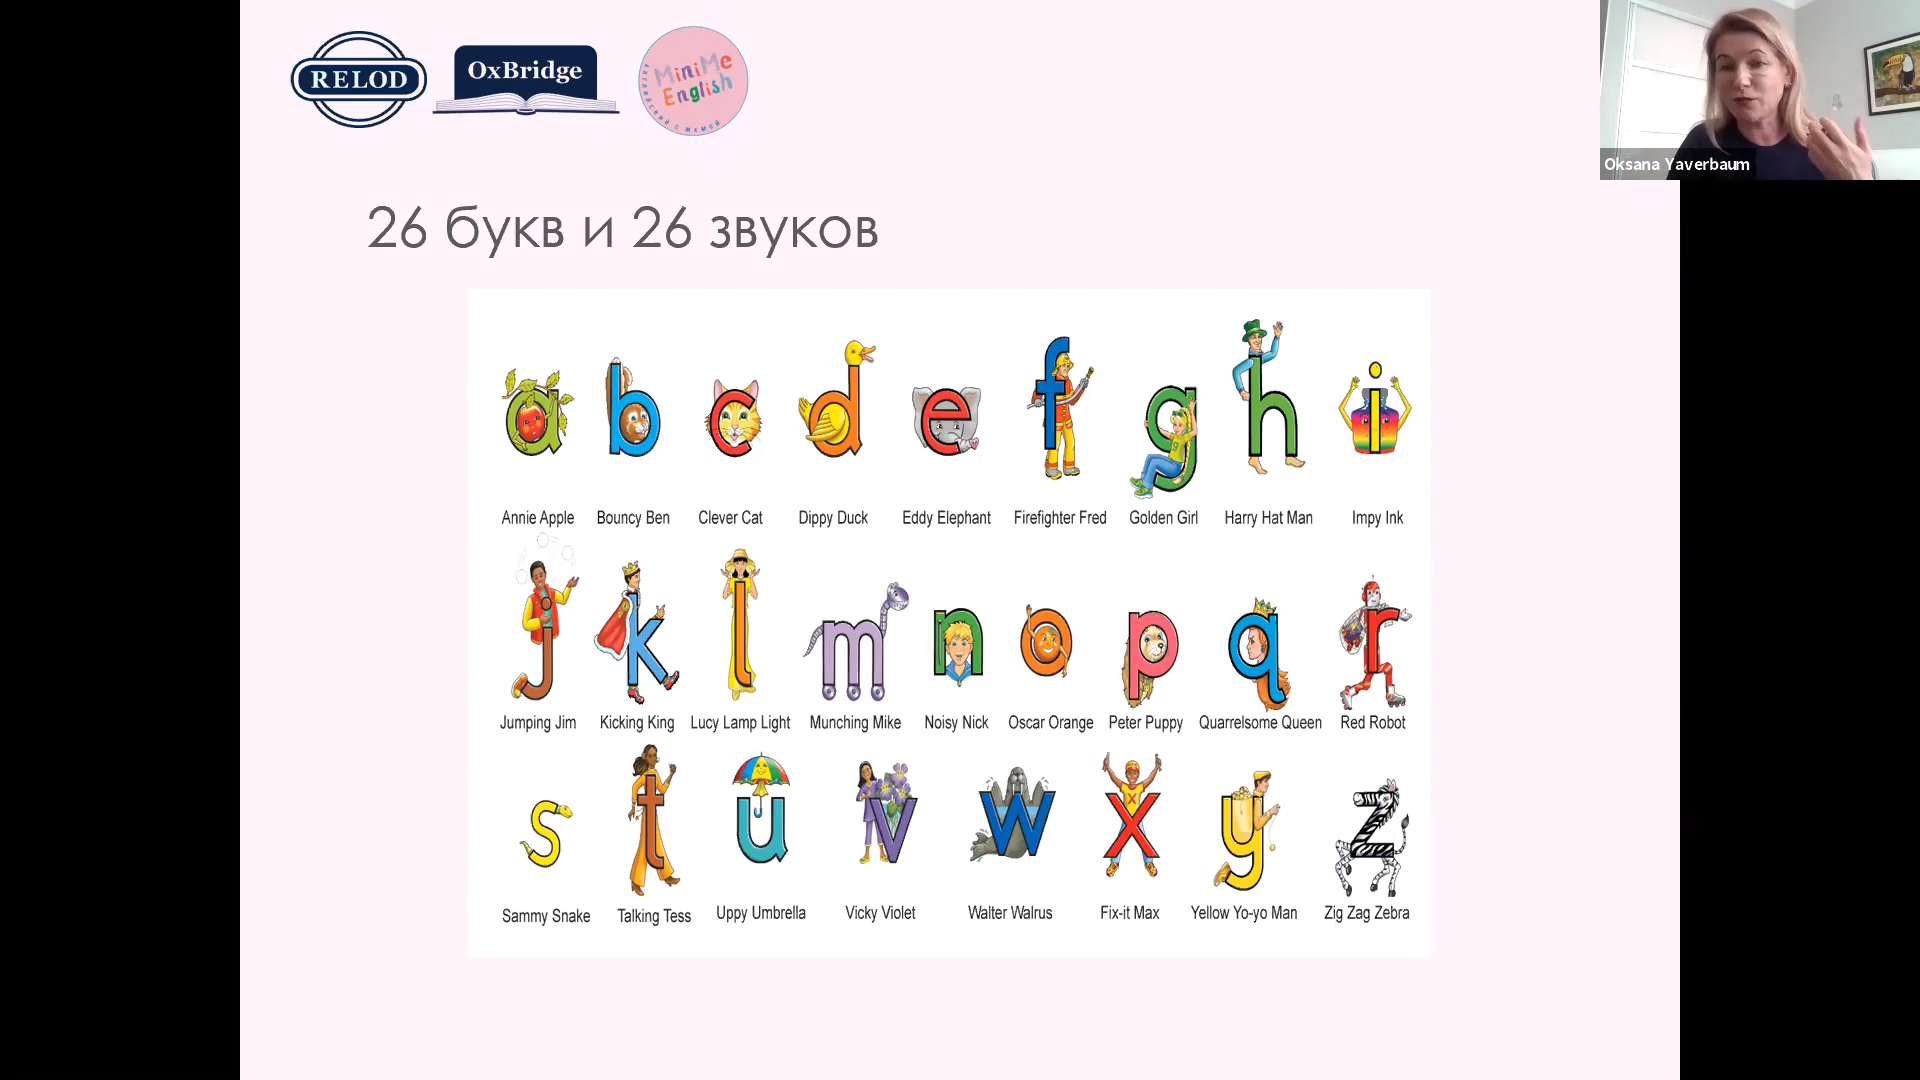 RELOD
OxBridge
MiniMe
English
АНГЛИЙСКИЙ С МАМОЙ
Oksana Yaverbaum
26 букв и 26 звуков
Annie Apple Bouncy Ben Clever Cat Dippy Duck Eddy Elephant Firefighter Fred Golden Girl Harry Hat Man Impy Ink
Jumping Jim Kicking King Lucy Lamp Light Munching Mike Noisy Nick Oscar Orange Peter Puppy Quarrelsome Queen Red Robot
Sammy Snake Talking Tess Uppy Umbrella Vicky Violet Walter Walrus Fix-it Max Yellow Yo-yo Man Zig Zag Zebra